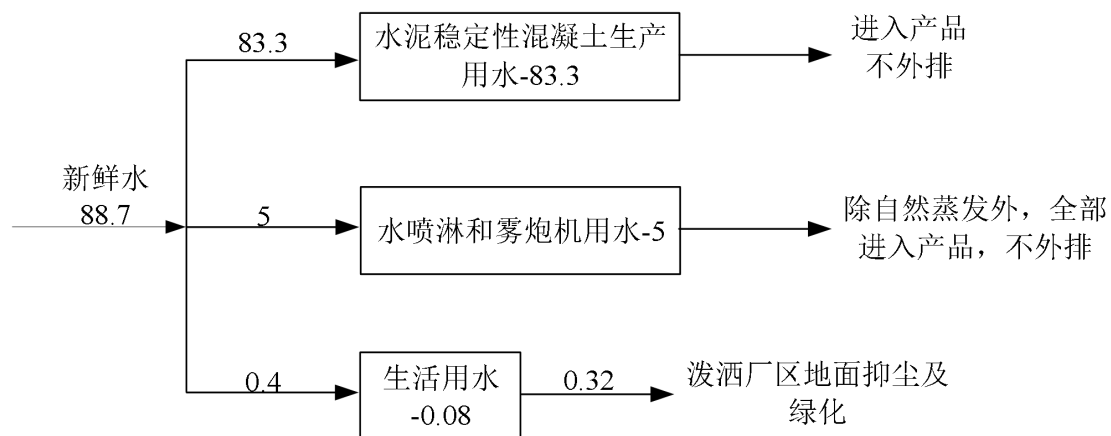 83.3
水泥稳定性混凝土生产
用水-83.3
进入产品
不外排
新鲜水
88.7
5
水喷淋和雾炮机用水-5
除自然蒸发外，全部
进入产品，不外排
0.4
生活用水
-0.08
0.32
泼洒厂区地面抑尘及
绿化